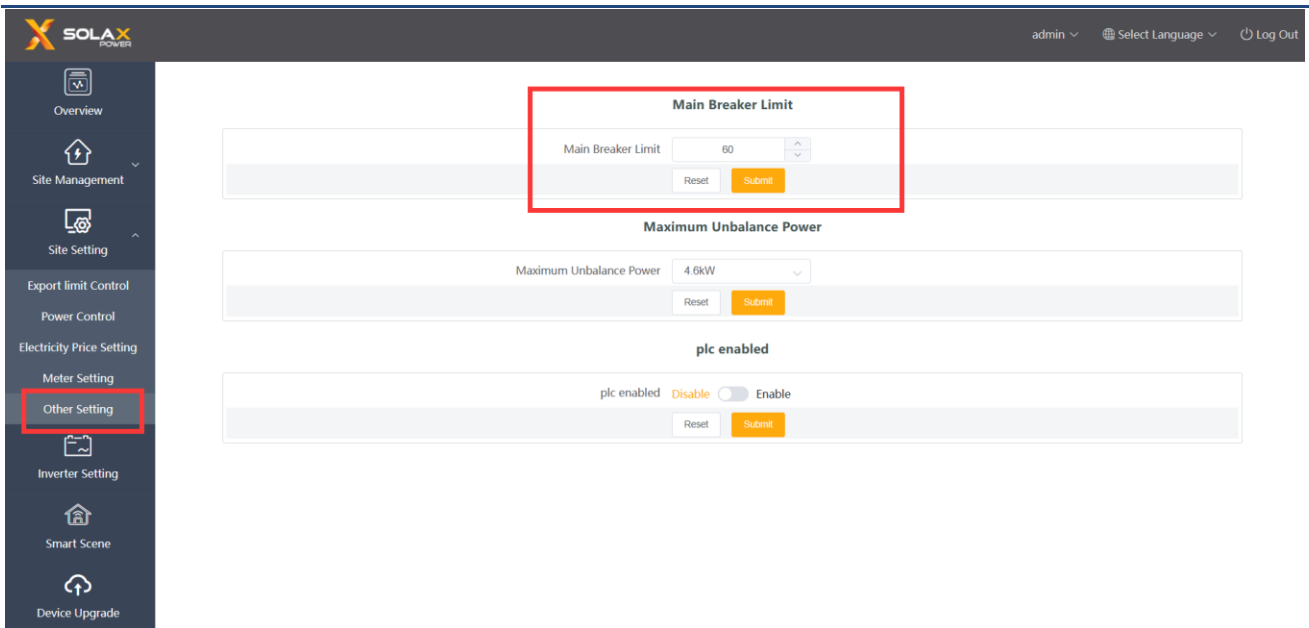 SOLAX
POWER
admin
Select Language
Log Out
Overview
Site Management
Site Setting
Export limit Control
Power Control
Electricity Price Setting
Meter Setting
Other Setting
Inverter Setting
Smart Scene
Device Upgrade
Main Breaker Limit
Main Breaker Limit 60
Reset Submit
Maximum Unbalance Power
Maximum Unbalance Power 4.6kW
Reset Submit
plc enabled
plc enabled Disable Enable
Reset Submit